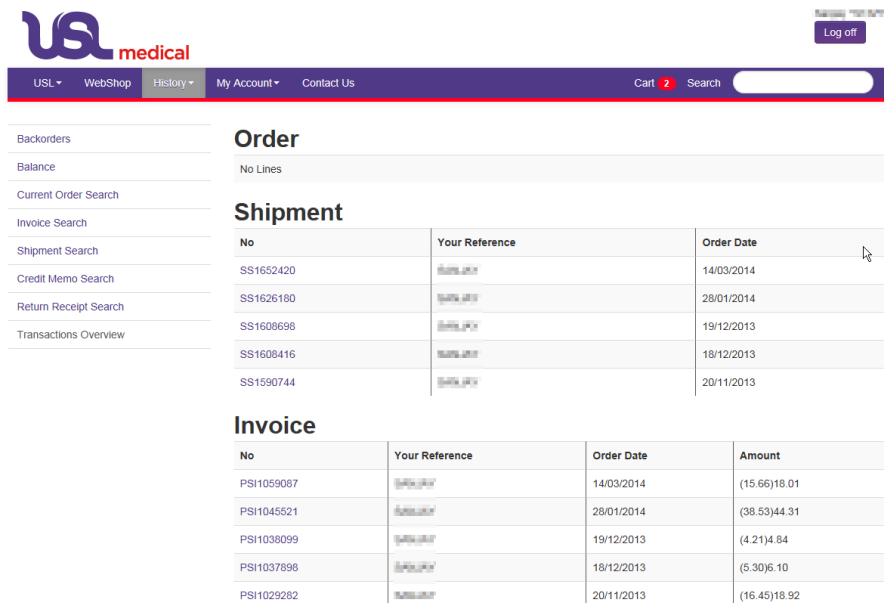 USL medical
Log off
USL WebShop History My Account Contact Us Cart 2 Search
Backorders
Balance
Current Order Search
Invoice Search
Shipment Search
Credit Memo Search
Return Receipt Search
Transactions Overview
Order
No Lines
Shipment
No Your Reference Order Date
SS1652420 14/03/2014
SS1626180 28/01/2014
SS1608698 19/12/2013
SS1608416 18/12/2013
SS1590744 20/11/2013
Invoice
No Your Reference Order Date Amount
PSI1059087 14/03/2014 (15.66)18.01
PSI1045521 28/01/2014 (38.53)44.31
PSI1038099 19/12/2013 (4.21)4.84
PSI1037898 18/12/2013 (5.30)6.10
PSI1029282 20/11/2013 (16.45)18.92